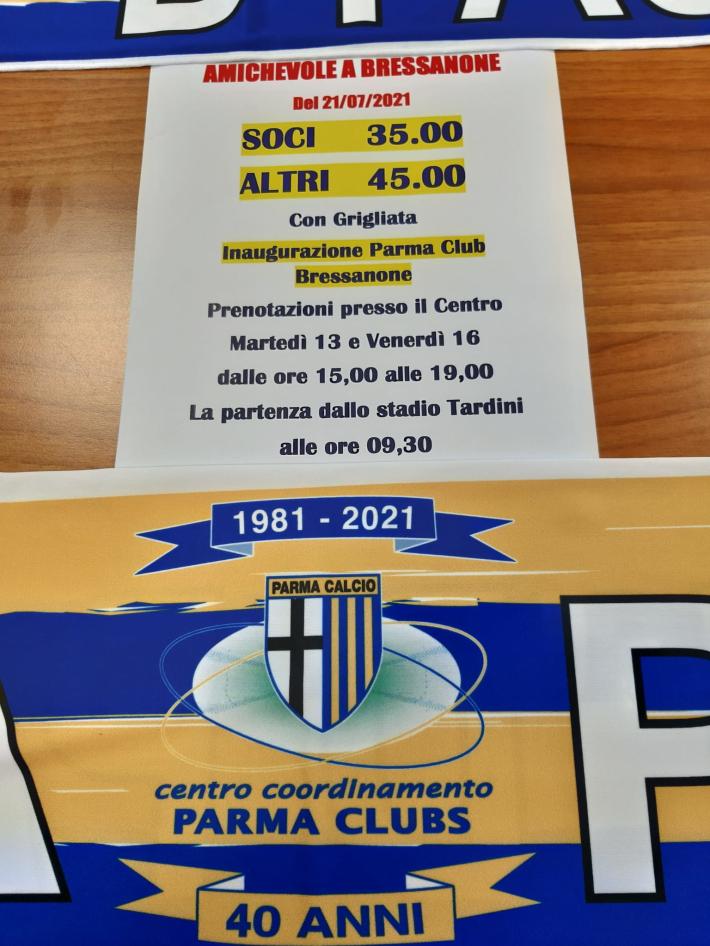 AMICHEVOLE A BRESSANONE
Del 21/07/2021
SOCI 35.00
ALTRI 45.00
Con Grigliata
Inaugurazione Parma Club
Bressanone
Prenotazioni presso il Centro
Martedì 13 e Venerdì 16
dalle ore 15,00 alle 19,00
La partenza dallo stadio Tardini
alle ore 09,30
1981 - 2021
PARMA CALCIO
centro coordinamento
PARMA CLUBS
40 ANNI